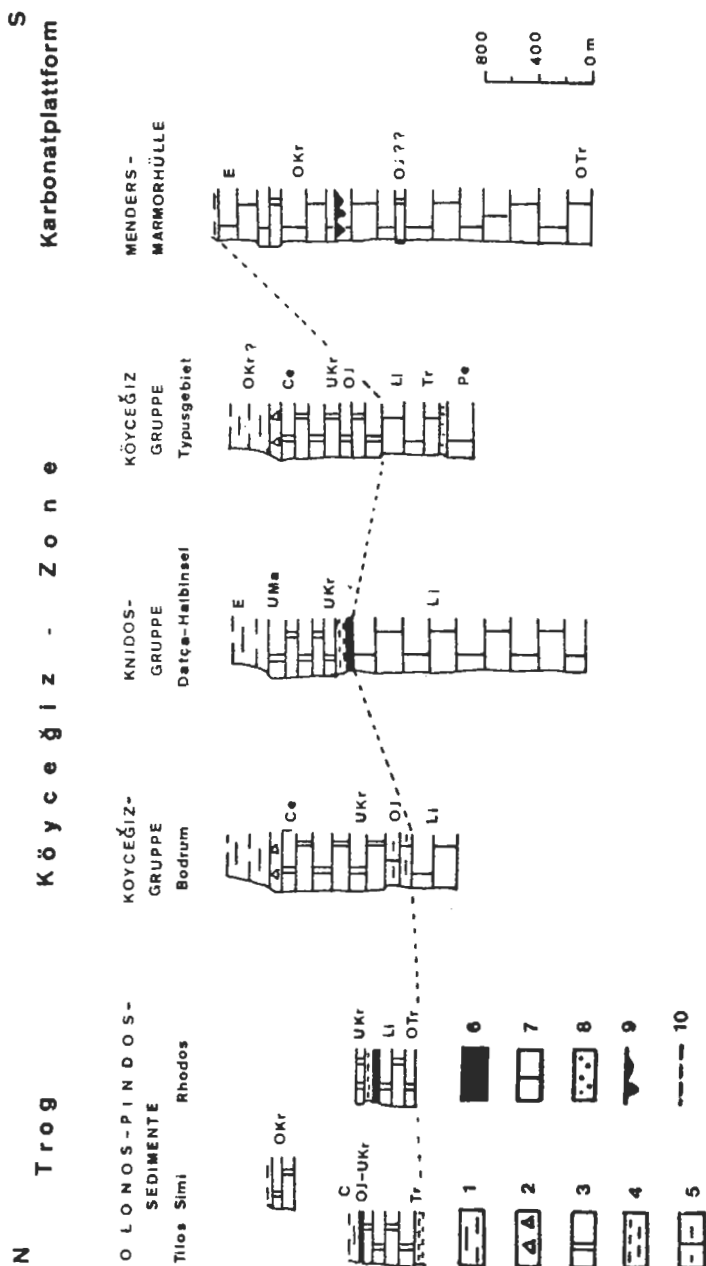 N S
Trog Köyceğiz - Zone Karbonatplattform
OLONOS-PINDOS-
SEDIMENTE
Tilos Simi Rhodos
KÖYCEĞIZ-
GRUPPE
Bodrum
KNIDOS-
GRUPPE
Datça-Halbinsel
KÖYCEĞIZ
GRUPPE
Typusgebiet
MENDERS-
MARMORHÜLLE
C
OJ-UKr
Tr
OKr
UKr
Li
OTr
Ce
UKr
OJ
Li
E
UMa
UKr
Li
OKr?
Ce
UKr
OJ
Li
Tr
Pe
E
OKr
OJ??
OTr
800
400
0m
1
2
3
4
5
6
7
8
9
10